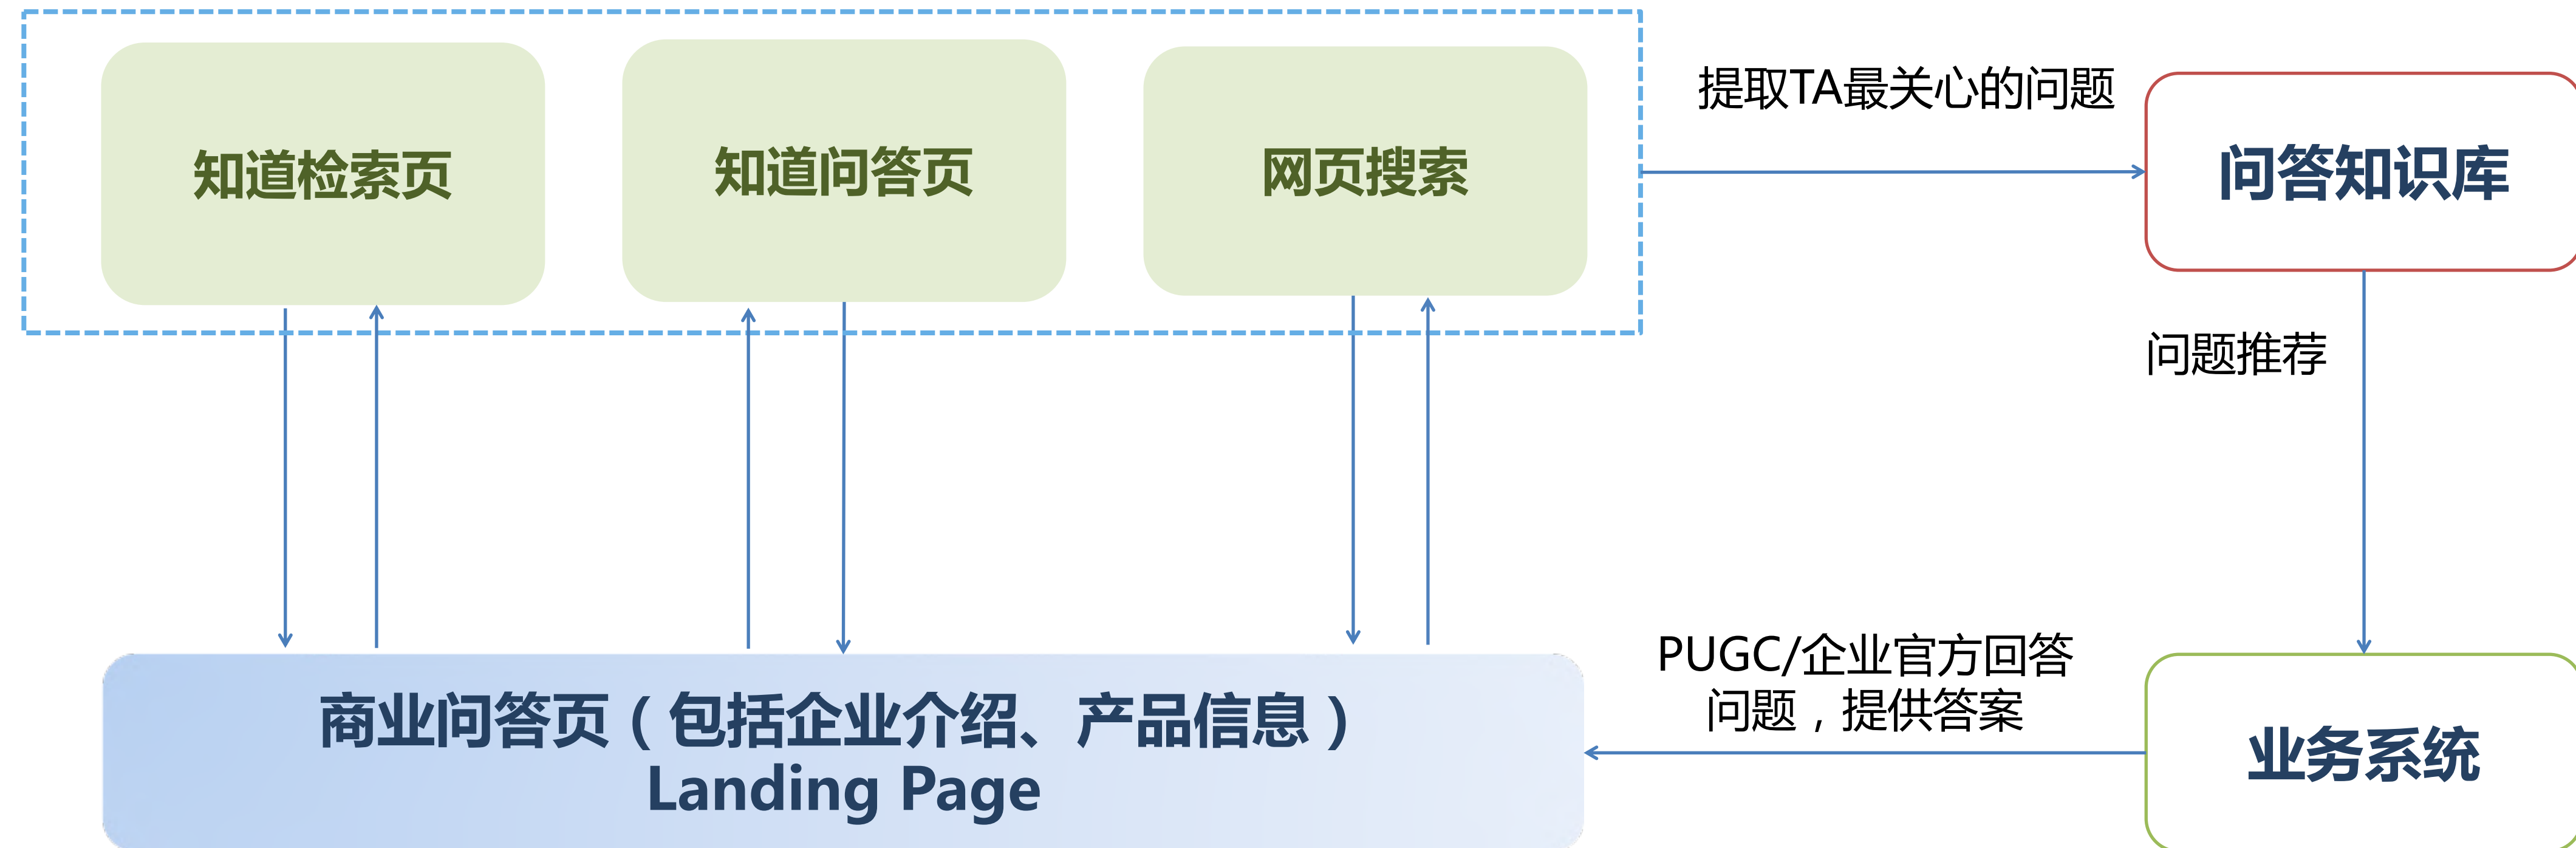 知道检索页
知道问答页
网页搜索
提取TA最关心的问题
问答知识库
问题推荐
PUGC/企业官方回答
问题，提供答案
业务系统
商业问答页（包括企业介绍、产品信息）
Landing Page